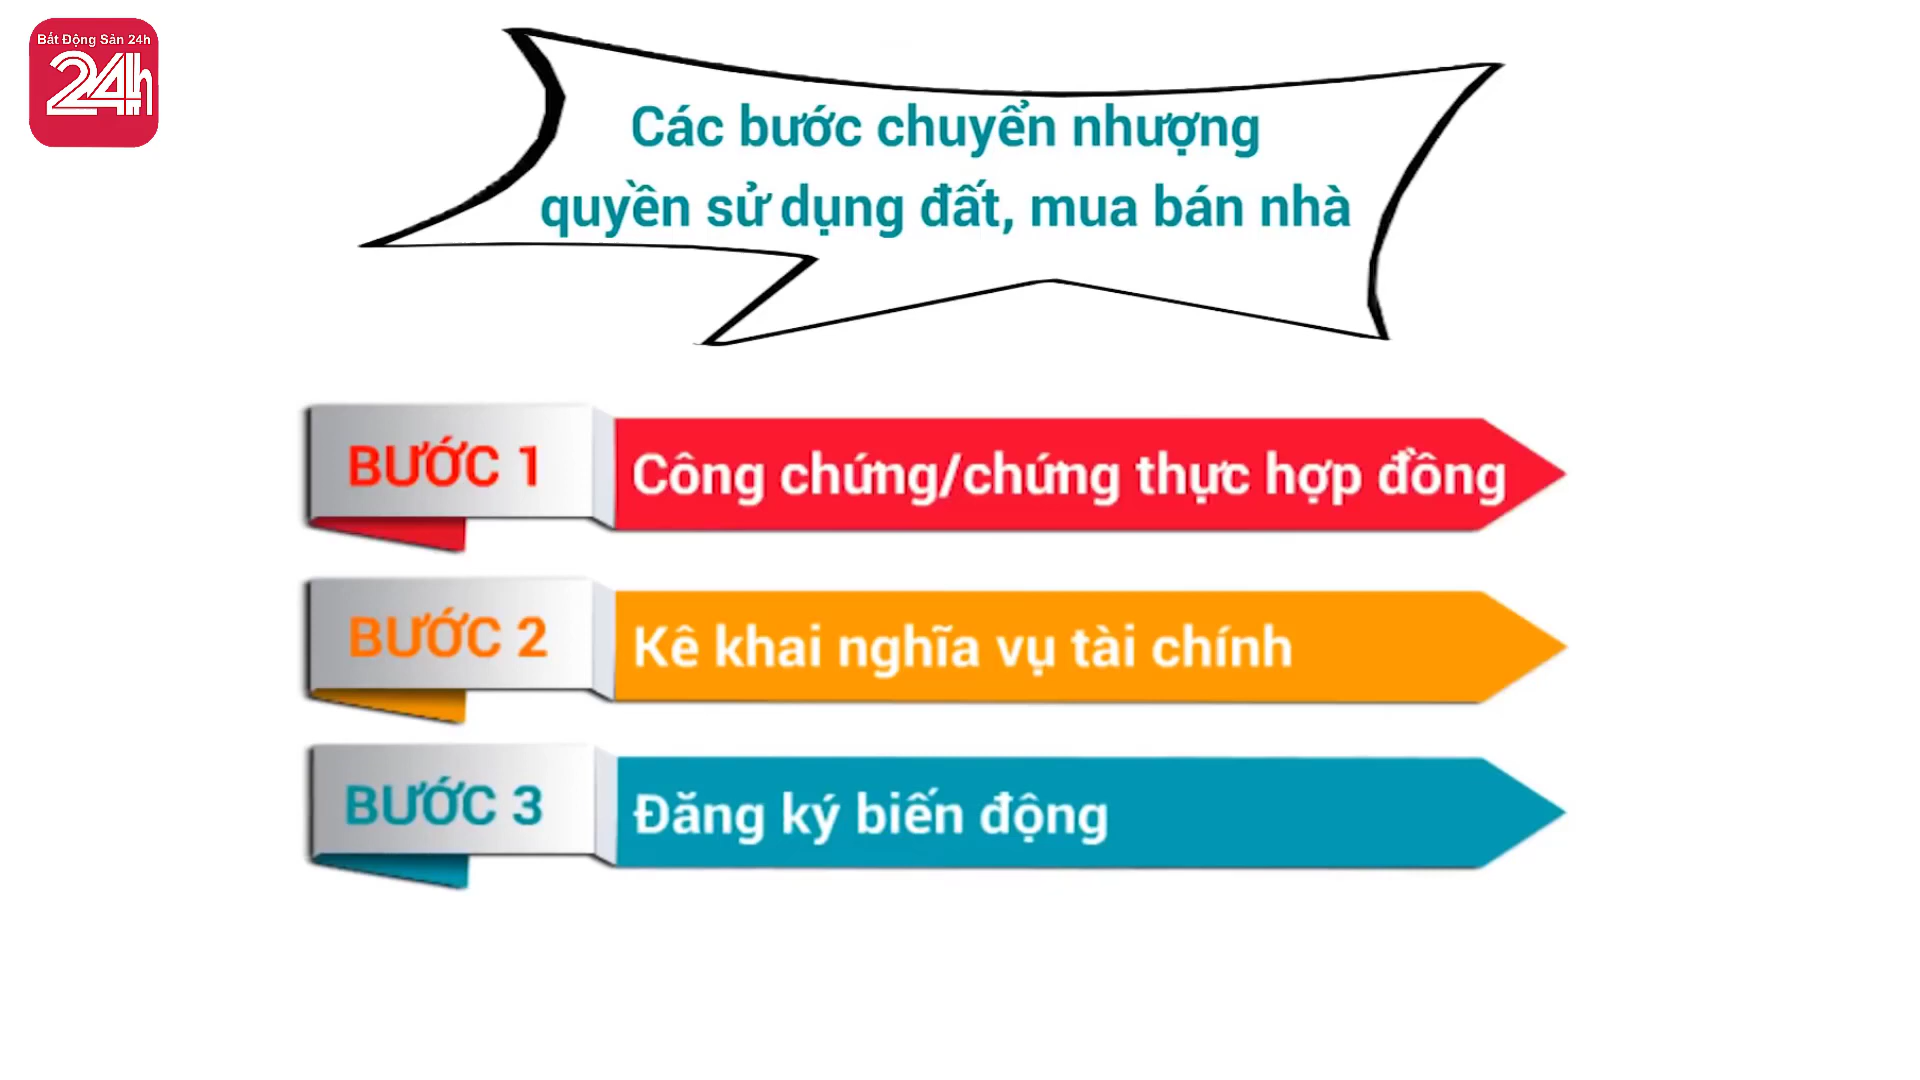 Bất Động Sản 24h
24h
Các bước chuyển nhượng
quyền sử dụng đất, mua bán nhà
BƯỚC 1
Công chứng/chứng thực hợp đồng
BƯỚC 2
Kê khai nghĩa vụ tài chính
BƯỚC 3
Đăng ký biến động